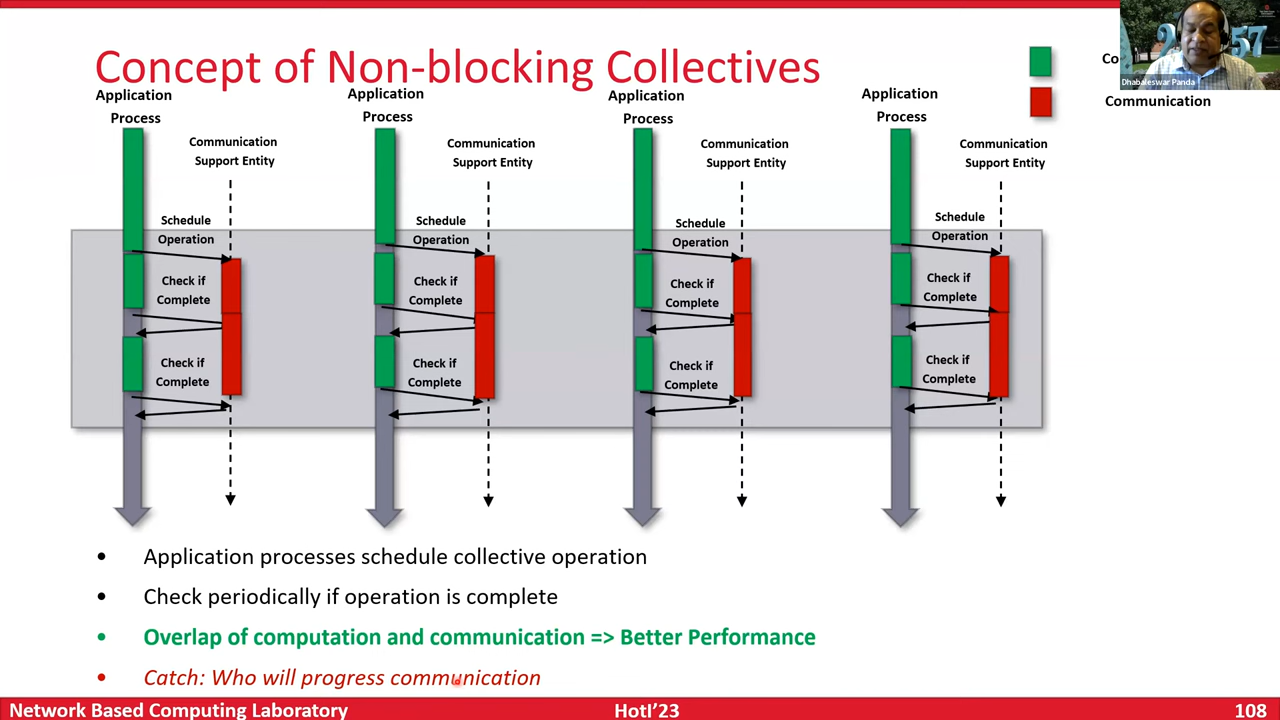 Concept of Non-blocking Collectives
Dhabaleswar Panda
Communication
Application
Process
Communication
Support Entity
Schedule
Operation
Check if
Complete
Check if
Complete
Application
Process
Communication
Support Entity
Schedule
Operation
Check if
Complete
Check if
Complete
Application
Process
Communication
Support Entity
Schedule
Operation
Check if
Complete
Check if
Complete
Application
Process
Communication
Support Entity
Schedule
Operation
Check if
Complete
Check if
Complete
• Application processes schedule collective operation
• Check periodically if operation is complete
• Overlap of computation and communication => Better Performance
• Catch: Who will progress communication
Network Based Computing Laboratory
HotI'23
108